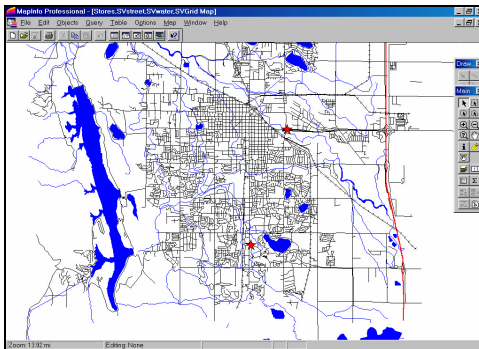 MapInfo Professional - [Stores,SVstreet,SVwater,SVGrid Map]
File Edit Objects Query Table Options Map Window Help
Draw..
Main
Zoom: 13.92 mi Editing: None